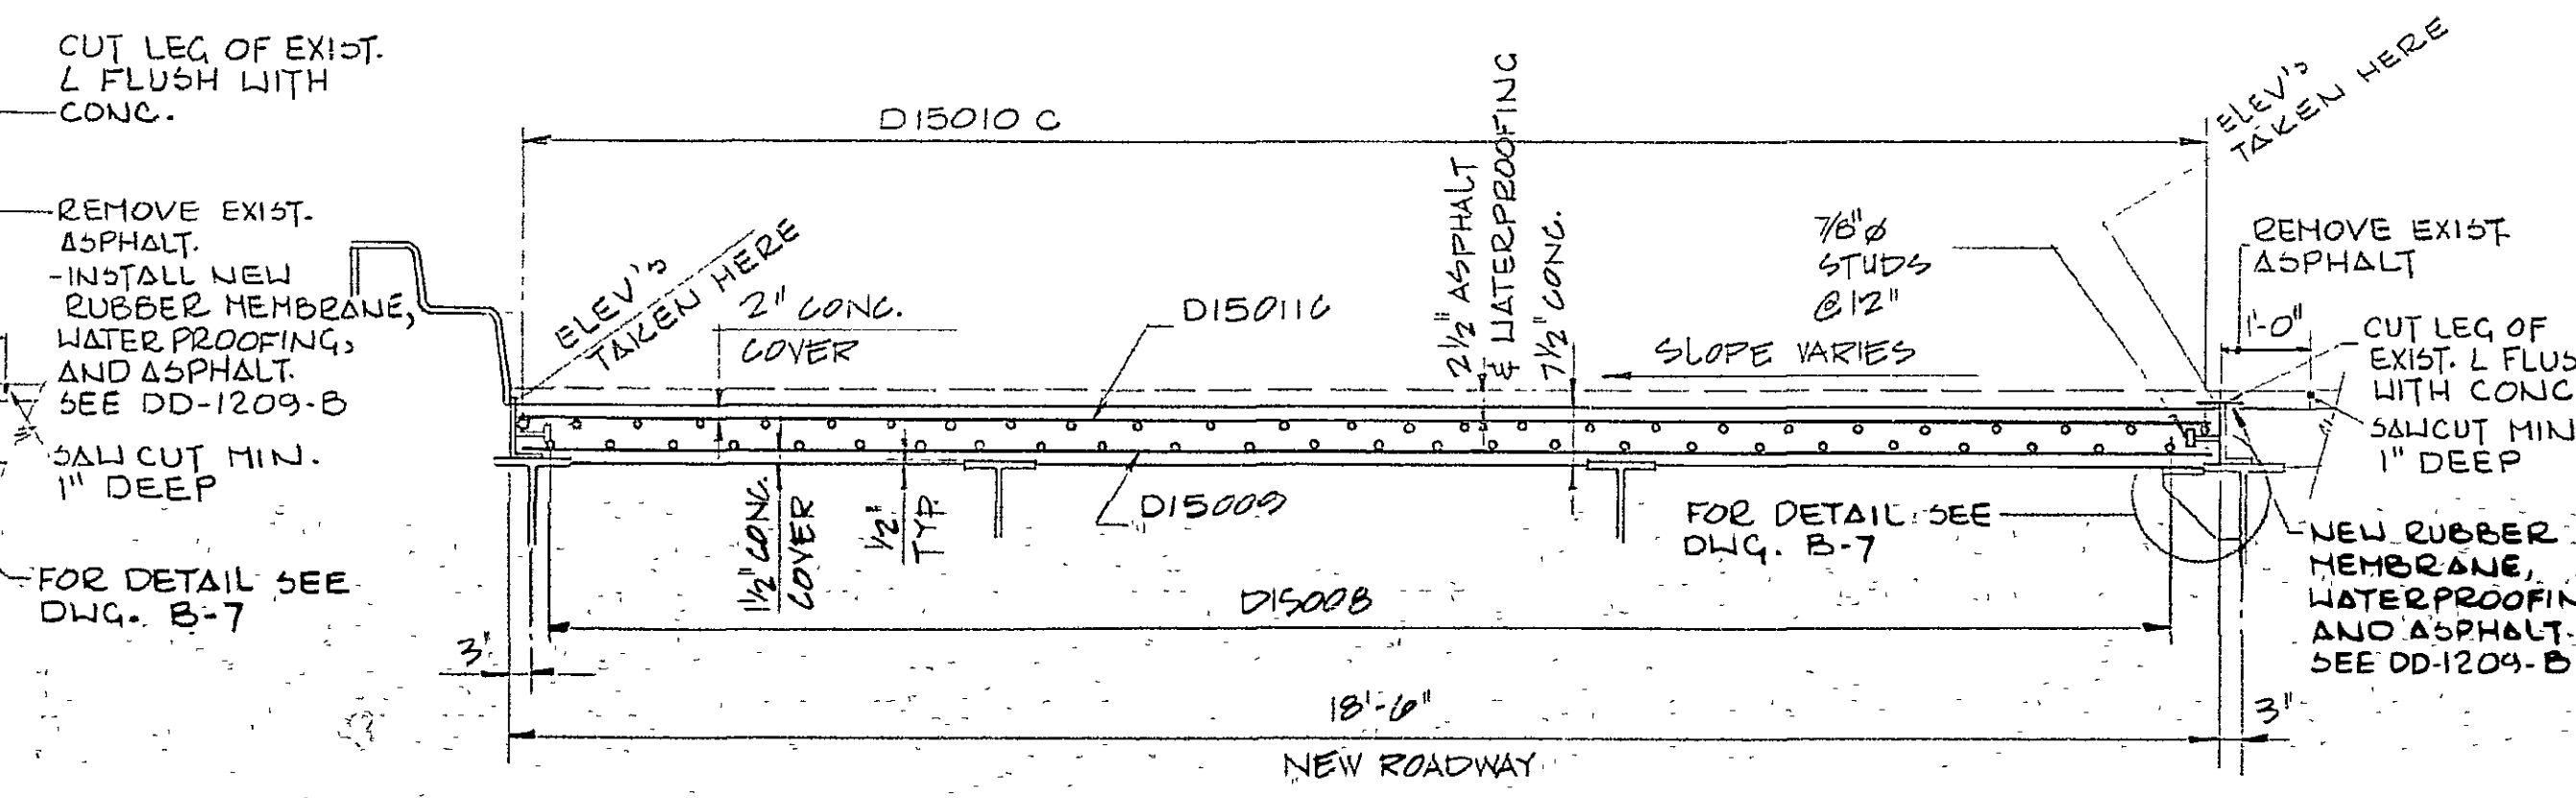 CUT LEG OF EXIST.
L FLUSH WITH
CONC.
REMOVE EXIST.
ASPHALT.
-INSTALL NEW
RUBBER MEMBRANE,
WATERPROOFING,
AND ASPHALT.
SEE DD-1209-B
SAWCUT MIN.
1" DEEP
FOR DETAIL SEE
DWG. B-7
D15010 C
ELEV'S
TAKEN HERE
2" CONC.
COVER
D15011C
2½" ASPHALT
& WATERPROOFING
7½" CONC.
7/8"ø
STUDS
@12"
SLOPE VARIES
ELEV'S
TAKEN HERE
REMOVE EXIST
ASPHALT
1'-0"
CUT LEG OF
EXIST. L FLUS
WITH CONC
SAWCUT MIN
1" DEEP
NEW RUBBER
MEMBRANE,
WATERPROOFIN
AND ASPHALT.
SEE DD-1209-B
1½" CONC.
COVER
½"
TYP.
D15009
FOR DETAIL SEE
DWG. B-7
D15008
3"
18'-6"
3"
NEW ROADWAY